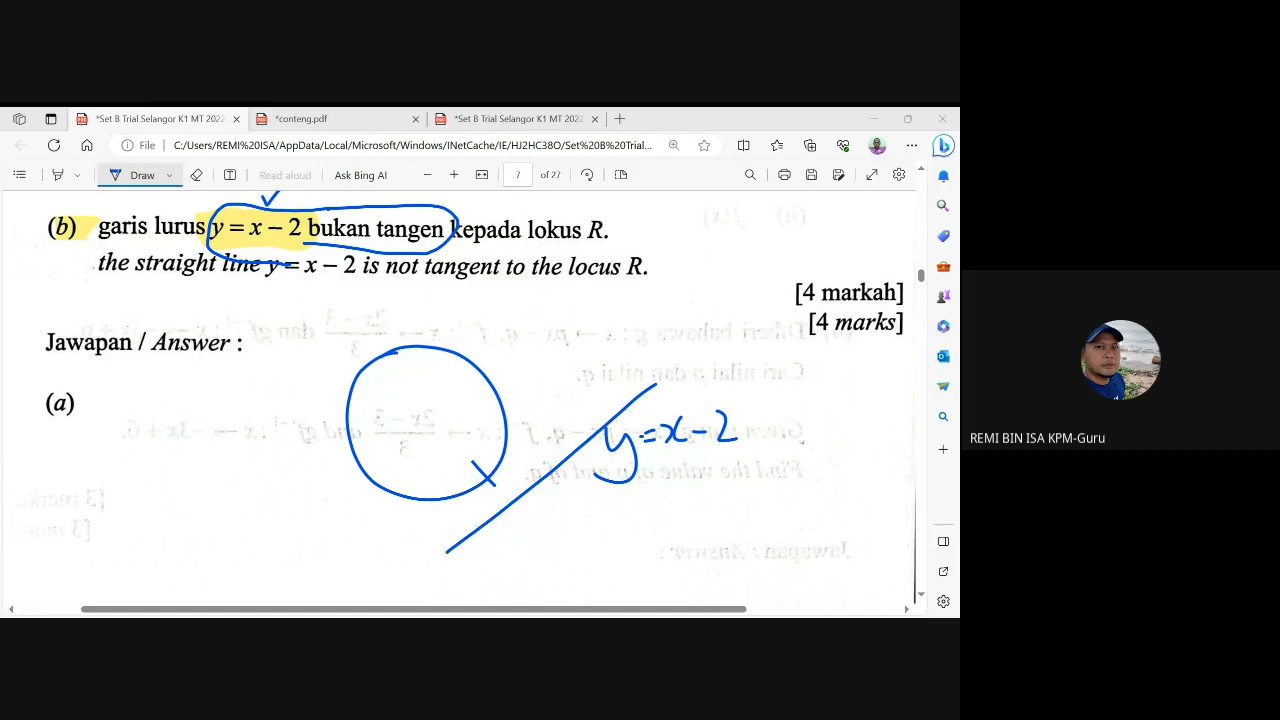 *Set B Trial Selangor K1 MT 2022
*conteng.pdf
*Set B Trial Selangor K1 MT 2022
File
C:/Users/REMI%20ISA/AppData/Local/Microsoft/Windows/INetCache/IE/HJ2HC38O/Set%20B%20Trial...
Draw
Read aloud
Ask Bing AI
7 of 27
(b) garis lurus y = x − 2 bukan tangen kepada lokus R.
the straight line y = x − 2 is not tangent to the locus R.
[4 markah]
[4 marks]
Jawapan / Answer :
(a)
y = x − 2
REMI BIN ISA KPM-Guru